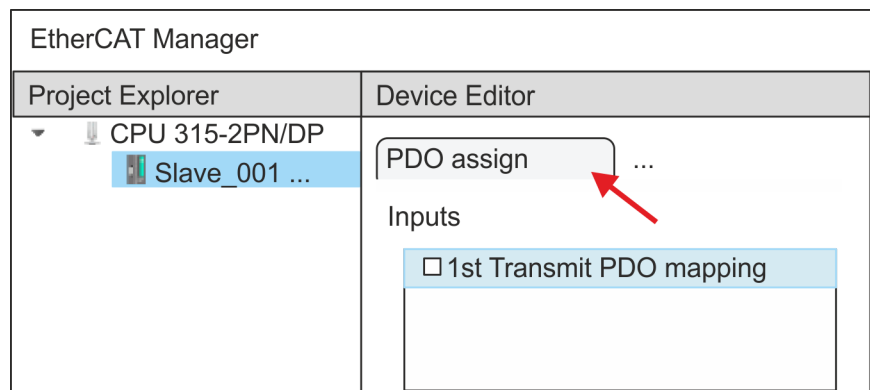 EtherCAT Manager
Project Explorer
Device Editor
CPU 315-2PN/DP
Slave_001 ...
PDO assign
...
Inputs
1st Transmit PDO mapping